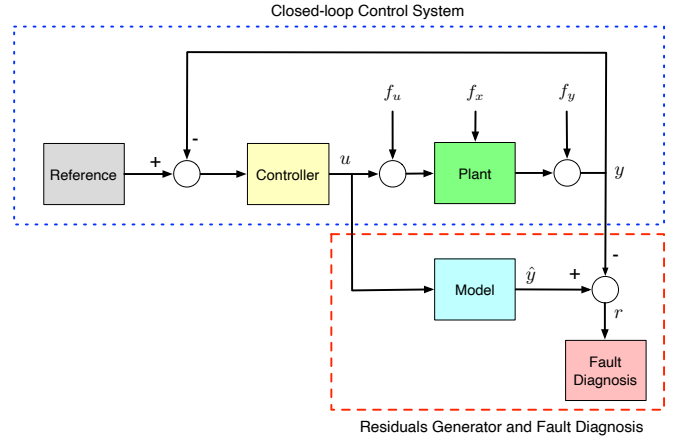 Closed-loop Control System
f_u
f_x
f_y
-
Reference
+
Controller
u
Plant
y
-
Model
ŷ
+
r
Fault
Diagnosis
Residuals Generator and Fault Diagnosis